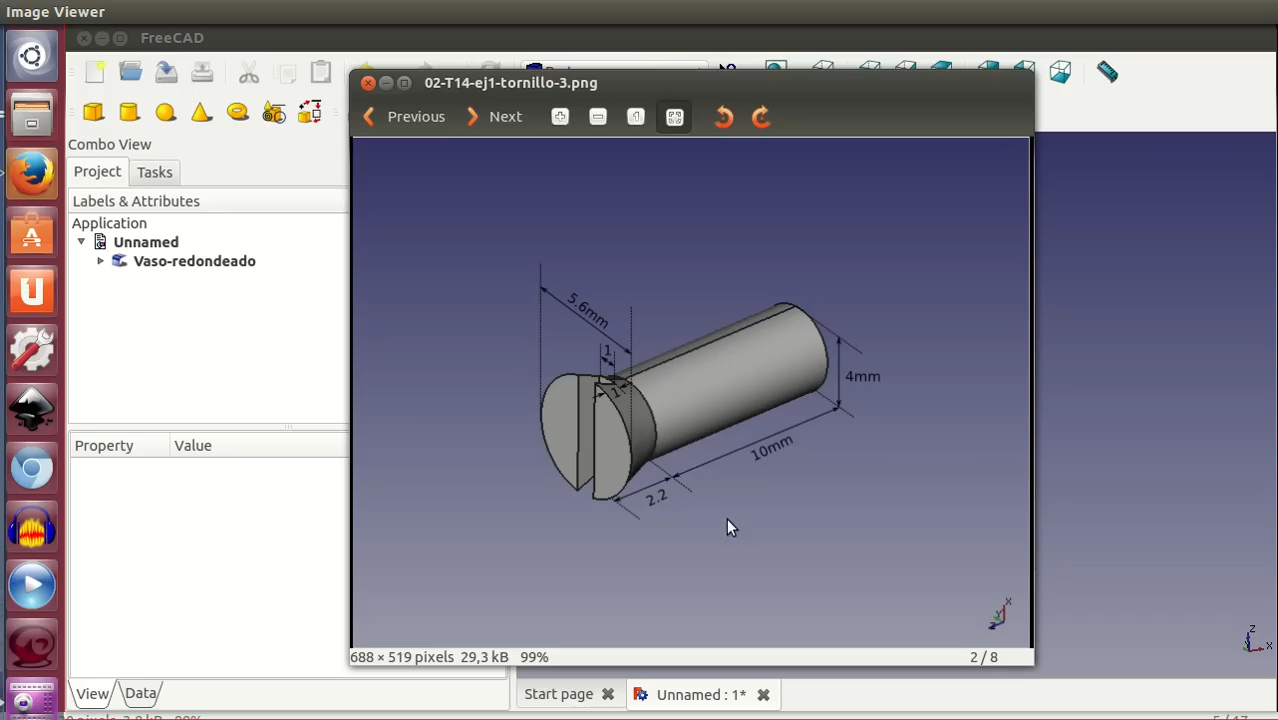 Image Viewer
FreeCAD
02-T14-ej1-tornillo-3.png
Previous
Next
Combo View
Project
Tasks
Labels & Attributes
Application
Unnamed
Vaso-redondeado
5.6mm
1
1
4mm
10mm
2.2
Property
Value
x
688 × 519 pixels 29,3 kB 99%
2 / 8
Z
x
View
Data
Start page
Unnamed : 1*
5 / 17